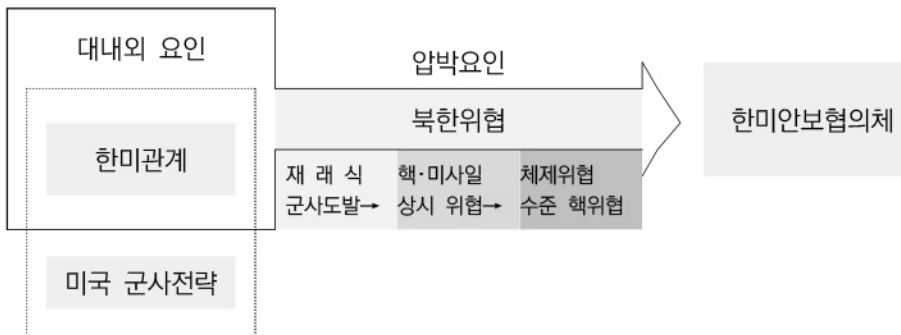 대내외 요인
한미관계
미국 군사전략
압박요인
북한위협
재 래 식
군사도발→
핵·미사일
상시 위협→
체제위협
수준 핵위협
한미안보협의체